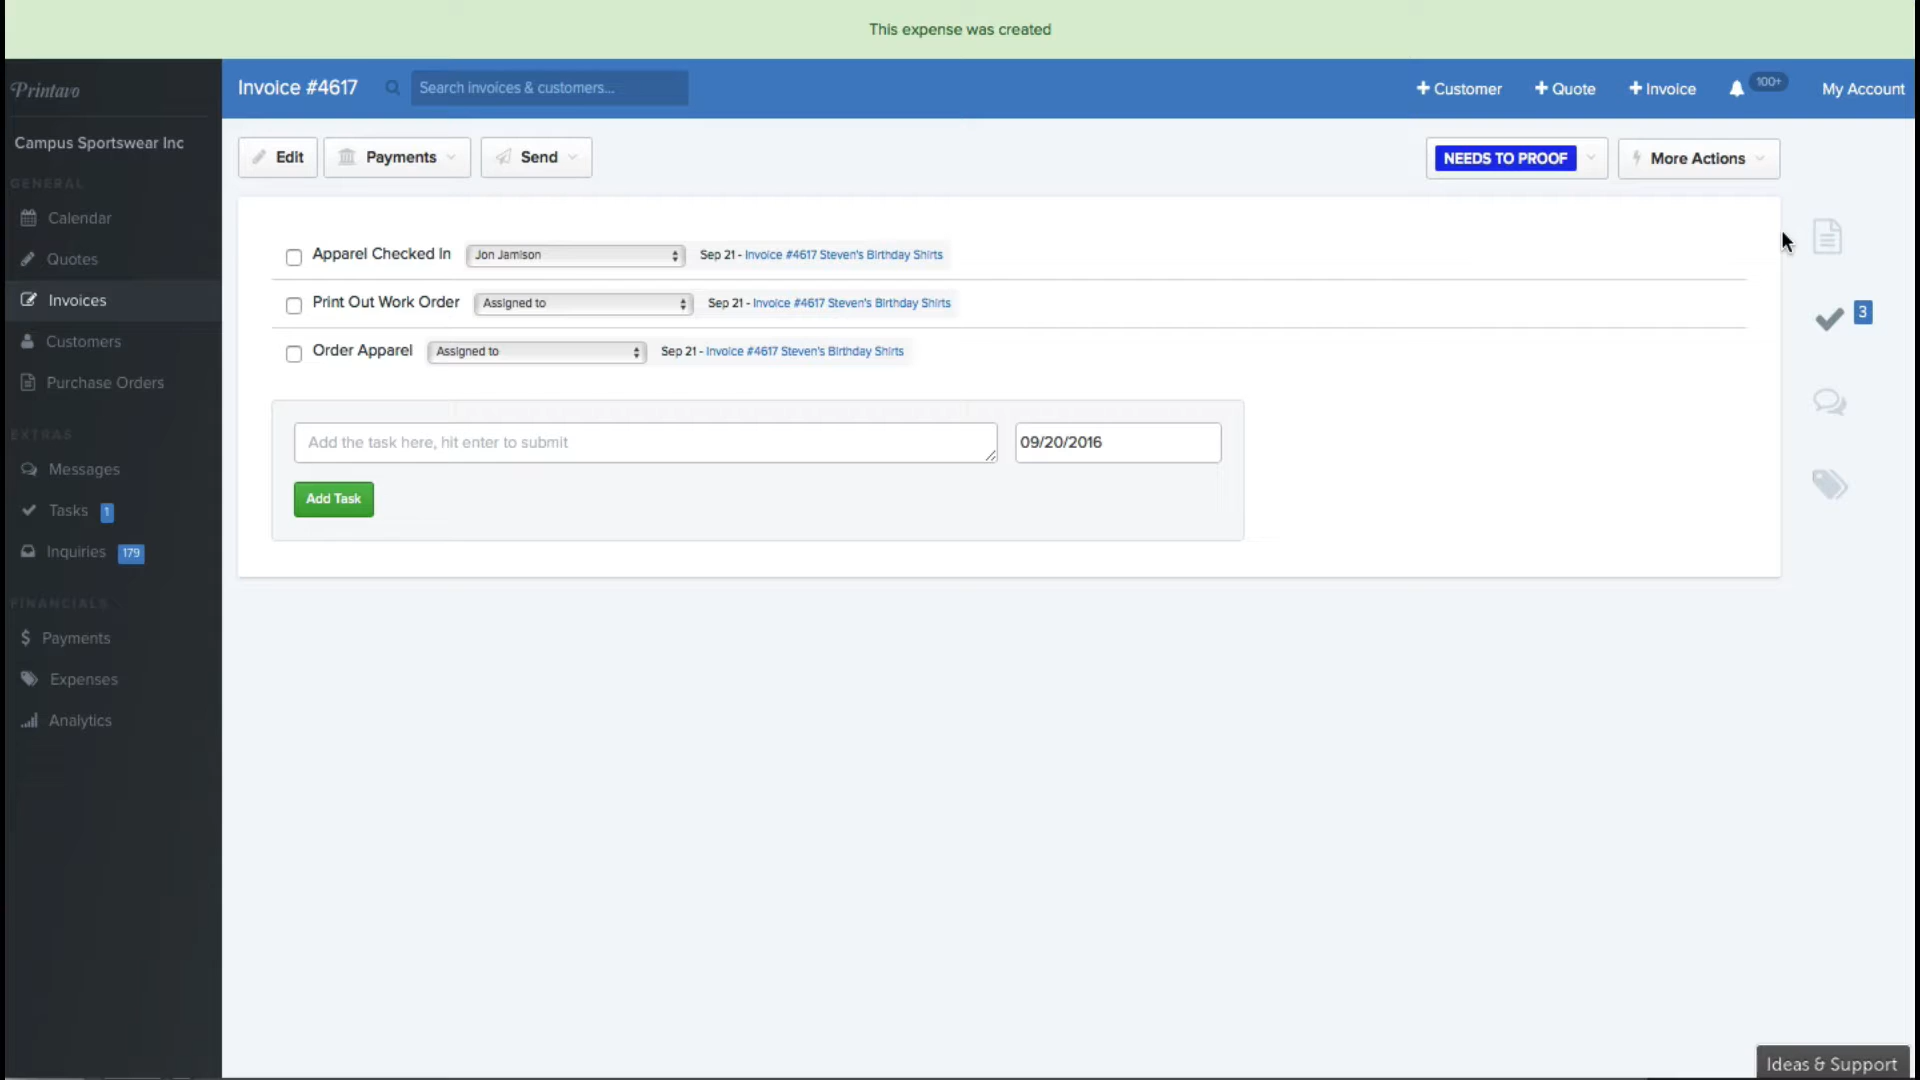 This expense was created
Printavo
Invoice #4617
Search invoices & customers...
+ Customer
+ Quote
+ Invoice
100+
My Account
Campus Sportswear Inc
GENERAL
Calendar
Quotes
Invoices
Customers
Purchase Orders
EXTRAS
Messages
Tasks 1
Inquiries 179
FINANCIALS
$ Payments
Expenses
Analytics
Edit
Payments
Send
NEEDS TO PROOF
More Actions
Apparel Checked In Jon Jamison Sep 21 - Invoice #4617 Steven's Birthday Shirts
Print Out Work Order Assigned to Sep 21 - Invoice #4617 Steven's Birthday Shirts
Order Apparel Assigned to Sep 21 - Invoice #4617 Steven's Birthday Shirts
Add the task here, hit enter to submit
09/20/2016
Add Task
3
Ideas & Support